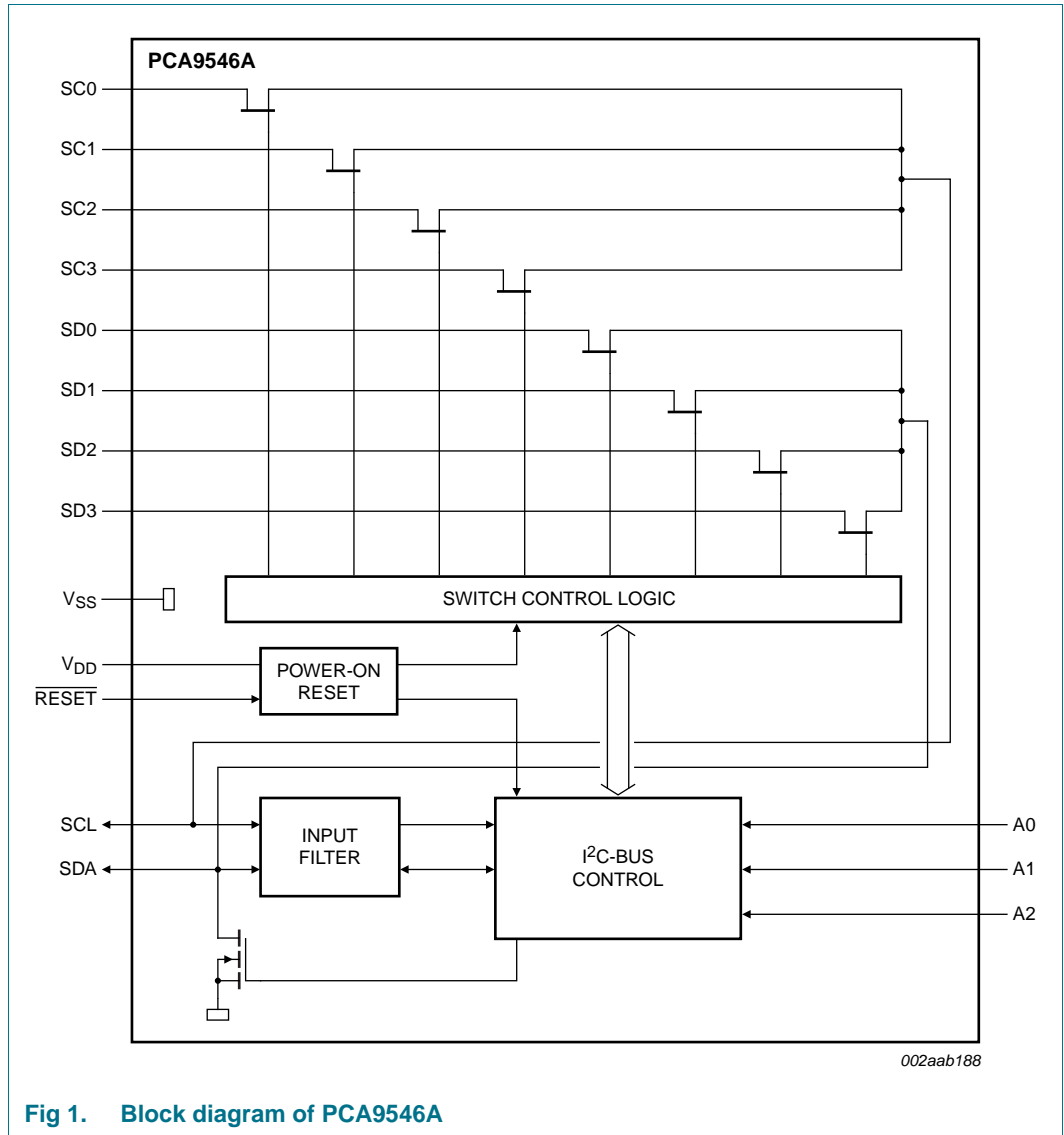 PCA9546A
SC0
SC1
SC2
SC3
SD0
SD1
SD2
SD3
SWITCH CONTROL LOGIC
VSS
VDD
POWER-ON
RESET
RESET
SCL
SDA
INPUT
FILTER
I²C-BUS
CONTROL
A0
A1
A2
002aab188
Fig 1. Block diagram of PCA9546A